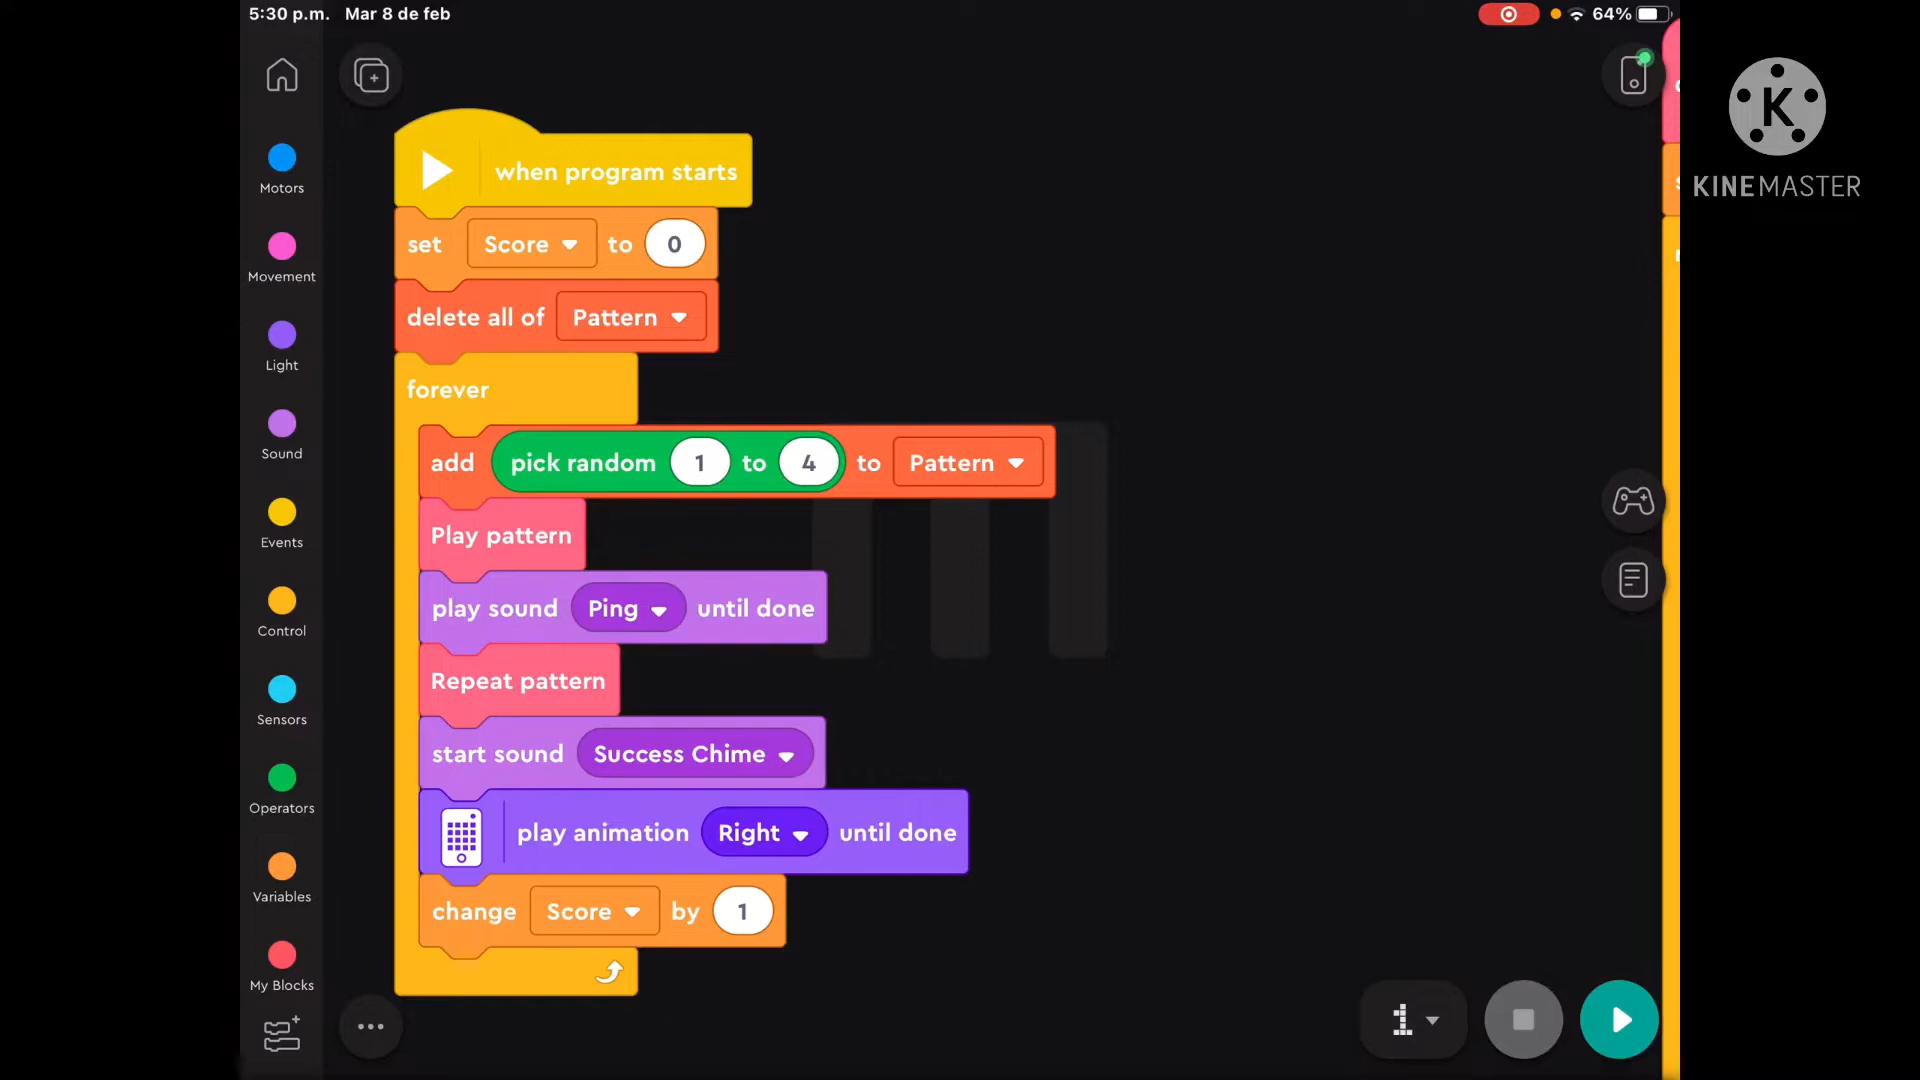 5:30 p.m. Mar 8 de feb
64%
KINEMASTER
Motors
Movement
Light
Sound
Events
Control
Sensors
Operators
Variables
My Blocks
when program starts
set Score to 0
delete all of Pattern
forever
add pick random 1 to 4 to Pattern
Play pattern
play sound Ping until done
Repeat pattern
start sound Success Chime
play animation Right until done
change Score by 1
1